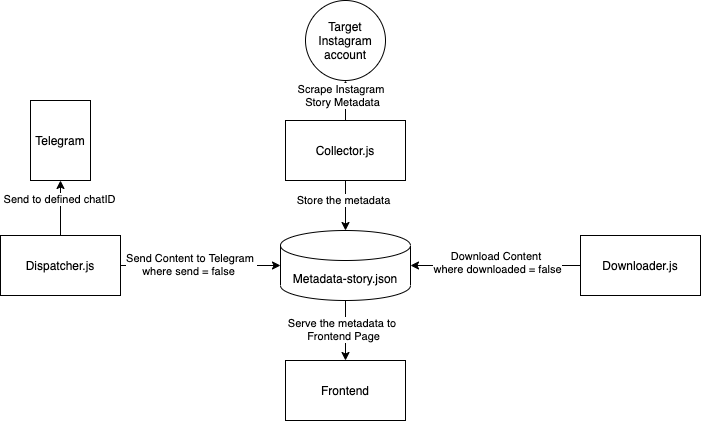 Target
Instagram
account
Scrape Instagram
Story Metadata
Telegram
Collector.js
Send to defined chatID
Store the metadata
Dispatcher.js
Send Content to Telegram
where send = false
Metadata-story.json
Download Content
where downloaded = false
Downloader.js
Serve the metadata to
Frontend Page
Frontend